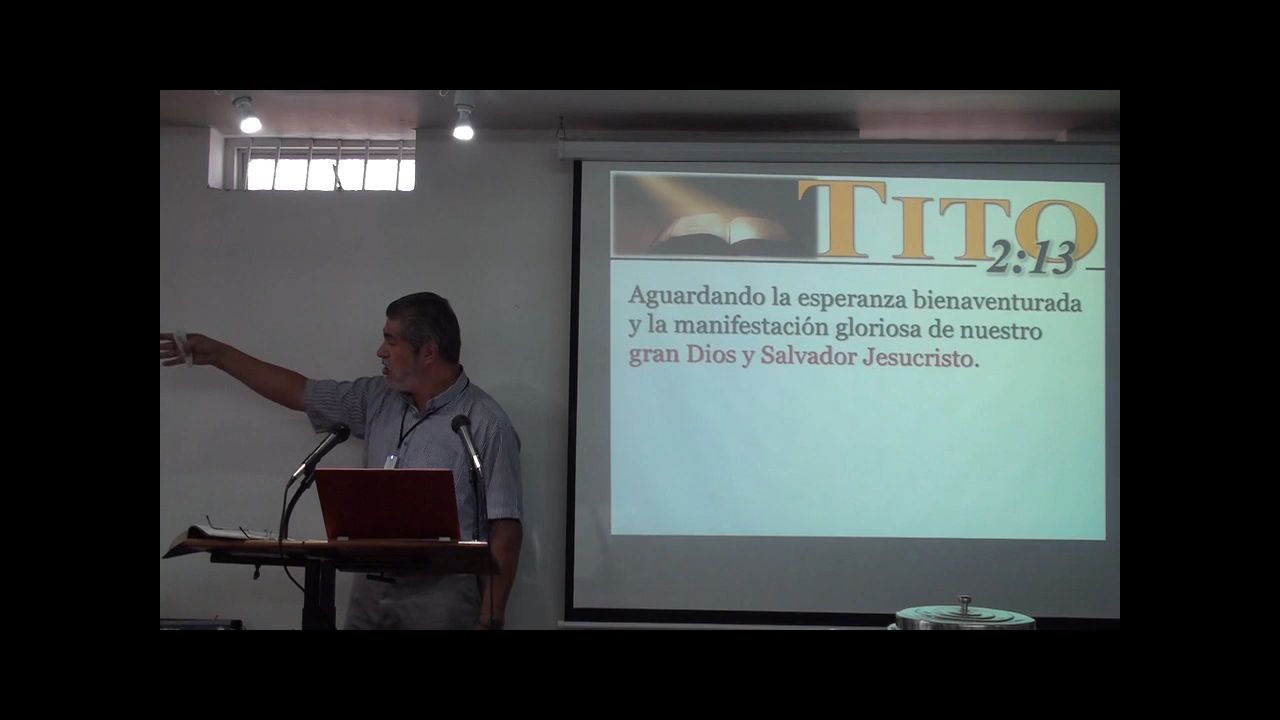 TITO
2:13
Aguardando la esperanza bienaventurada
y la manifestación gloriosa de nuestro
gran Dios y Salvador Jesucristo.